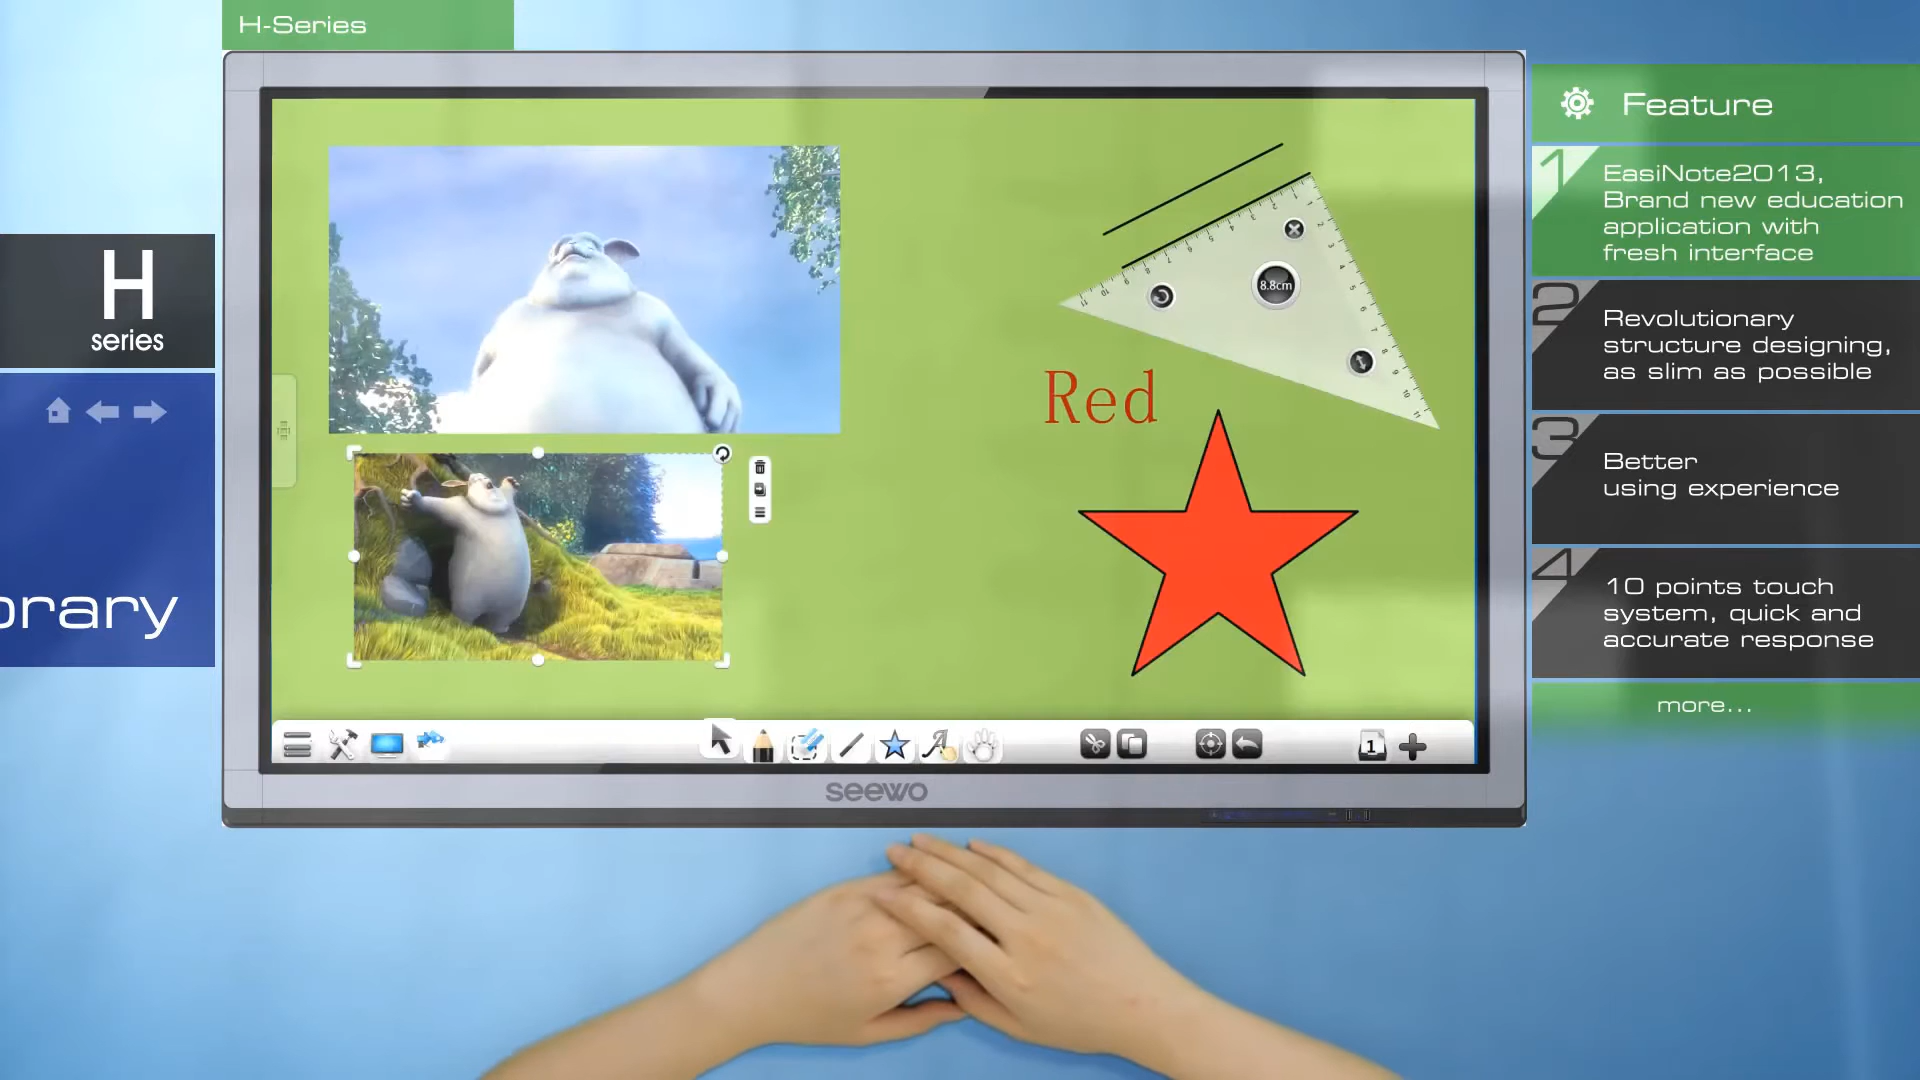 H-Series
H
series
orary
Red
8.8cm
1
seewo
Feature
1
EasiNote2013,
Brand new education
application with
fresh interface
2
Revolutionary
structure designing,
as slim as possible
3
Better
using experience
4
10 points touch
system, quick and
accurate response
more...